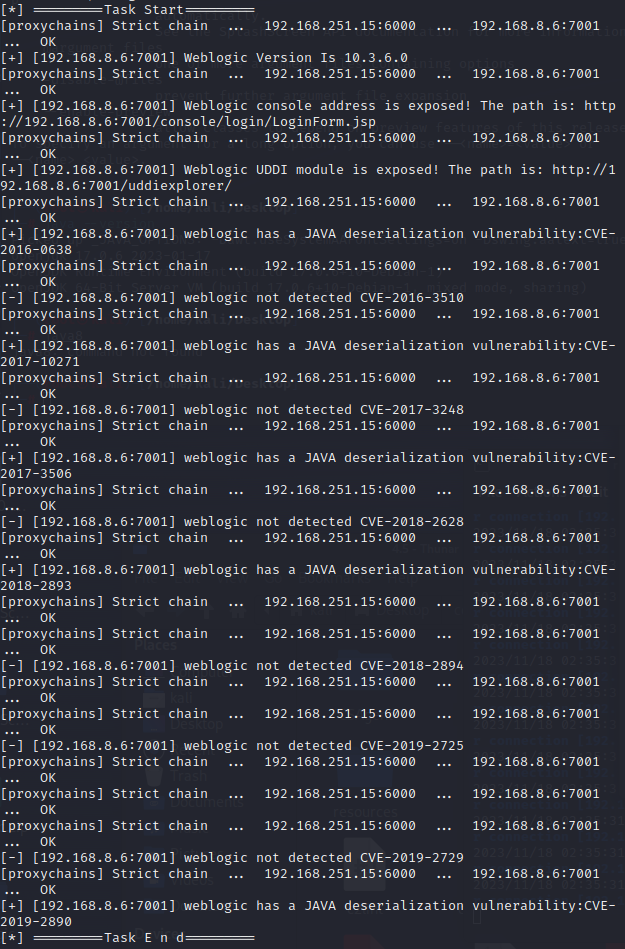 [*] =========Task Start=========
[proxychains] Strict chain  ...  192.168.251.15:6000  ...  192.168.8.6:7001
...  OK
[+] [192.168.8.6:7001] Weblogic Version Is 10.3.6.0
[proxychains] Strict chain  ...  192.168.251.15:6000  ...  192.168.8.6:7001
...  OK
[+] [192.168.8.6:7001] Weblogic console address is exposed! The path is: http
://192.168.8.6:7001/console/login/LoginForm.jsp
[proxychains] Strict chain  ...  192.168.251.15:6000  ...  192.168.8.6:7001
...  OK
[+] [192.168.8.6:7001] Weblogic UDDI module is exposed! The path is: http://1
92.168.8.6:7001/uddiexplorer/
[proxychains] Strict chain  ...  192.168.251.15:6000  ...  192.168.8.6:7001
...  OK
[+] [192.168.8.6:7001] weblogic has a JAVA deserialization vulnerability:CVE-
2016-0638
[proxychains] Strict chain  ...  192.168.251.15:6000  ...  192.168.8.6:7001
...  OK
[-] [192.168.8.6:7001] weblogic not detected CVE-2016-3510
[proxychains] Strict chain  ...  192.168.251.15:6000  ...  192.168.8.6:7001
...  OK
[+] [192.168.8.6:7001] weblogic has a JAVA deserialization vulnerability:CVE-
2017-10271
[proxychains] Strict chain  ...  192.168.251.15:6000  ...  192.168.8.6:7001
...  OK
[-] [192.168.8.6:7001] weblogic not detected CVE-2017-3248
[proxychains] Strict chain  ...  192.168.251.15:6000  ...  192.168.8.6:7001
...  OK
[+] [192.168.8.6:7001] weblogic has a JAVA deserialization vulnerability:CVE-
2017-3506
[proxychains] Strict chain  ...  192.168.251.15:6000  ...  192.168.8.6:7001
...  OK
[-] [192.168.8.6:7001] weblogic not detected CVE-2018-2628
[proxychains] Strict chain  ...  192.168.251.15:6000  ...  192.168.8.6:7001
...  OK
[+] [192.168.8.6:7001] weblogic has a JAVA deserialization vulnerability:CVE-
2018-2893
[proxychains] Strict chain  ...  192.168.251.15:6000  ...  192.168.8.6:7001
...  OK
[proxychains] Strict chain  ...  192.168.251.15:6000  ...  192.168.8.6:7001
...  OK
[-] [192.168.8.6:7001] weblogic not detected CVE-2018-2894
[proxychains] Strict chain  ...  192.168.251.15:6000  ...  192.168.8.6:7001
...  OK
[proxychains] Strict chain  ...  192.168.251.15:6000  ...  192.168.8.6:7001
...  OK
[-] [192.168.8.6:7001] weblogic not detected CVE-2019-2725
[proxychains] Strict chain  ...  192.168.251.15:6000  ...  192.168.8.6:7001
...  OK
[proxychains] Strict chain  ...  192.168.251.15:6000  ...  192.168.8.6:7001
...  OK
[proxychains] Strict chain  ...  192.168.251.15:6000  ...  192.168.8.6:7001
...  OK
[-] [192.168.8.6:7001] weblogic not detected CVE-2019-2729
[proxychains] Strict chain  ...  192.168.251.15:6000  ...  192.168.8.6:7001
...  OK
[+] [192.168.8.6:7001] weblogic has a JAVA deserialization vulnerability:CVE-
2019-2890
[*] =========Task E n d=========